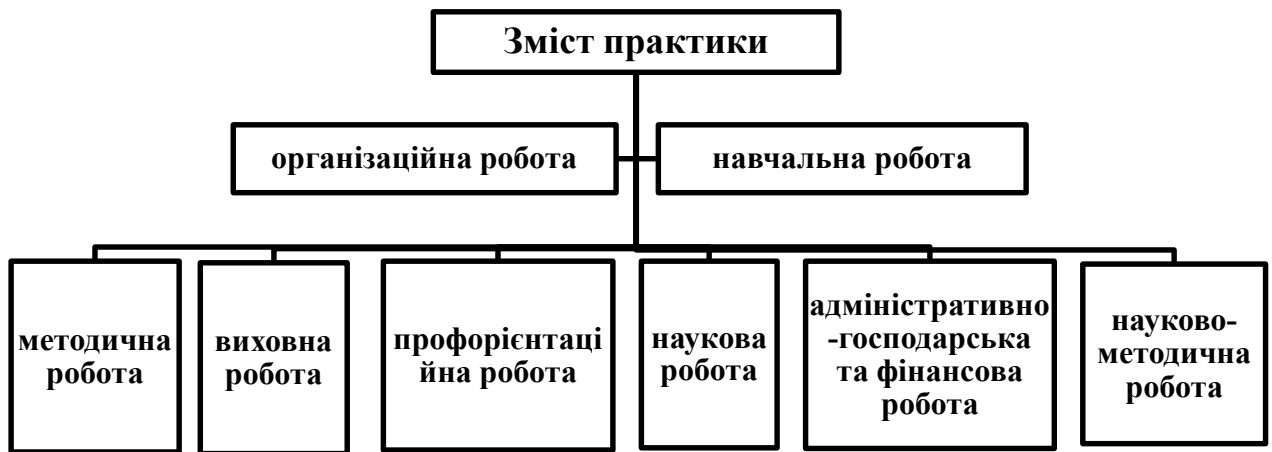 Зміст практики
організаційна робота
навчальна робота
методична
робота
виховна
робота
профорієнтаці
йна робота
наукова
робота
адміністративно
-господарська
та фінансова
робота
науково-
методична
робота